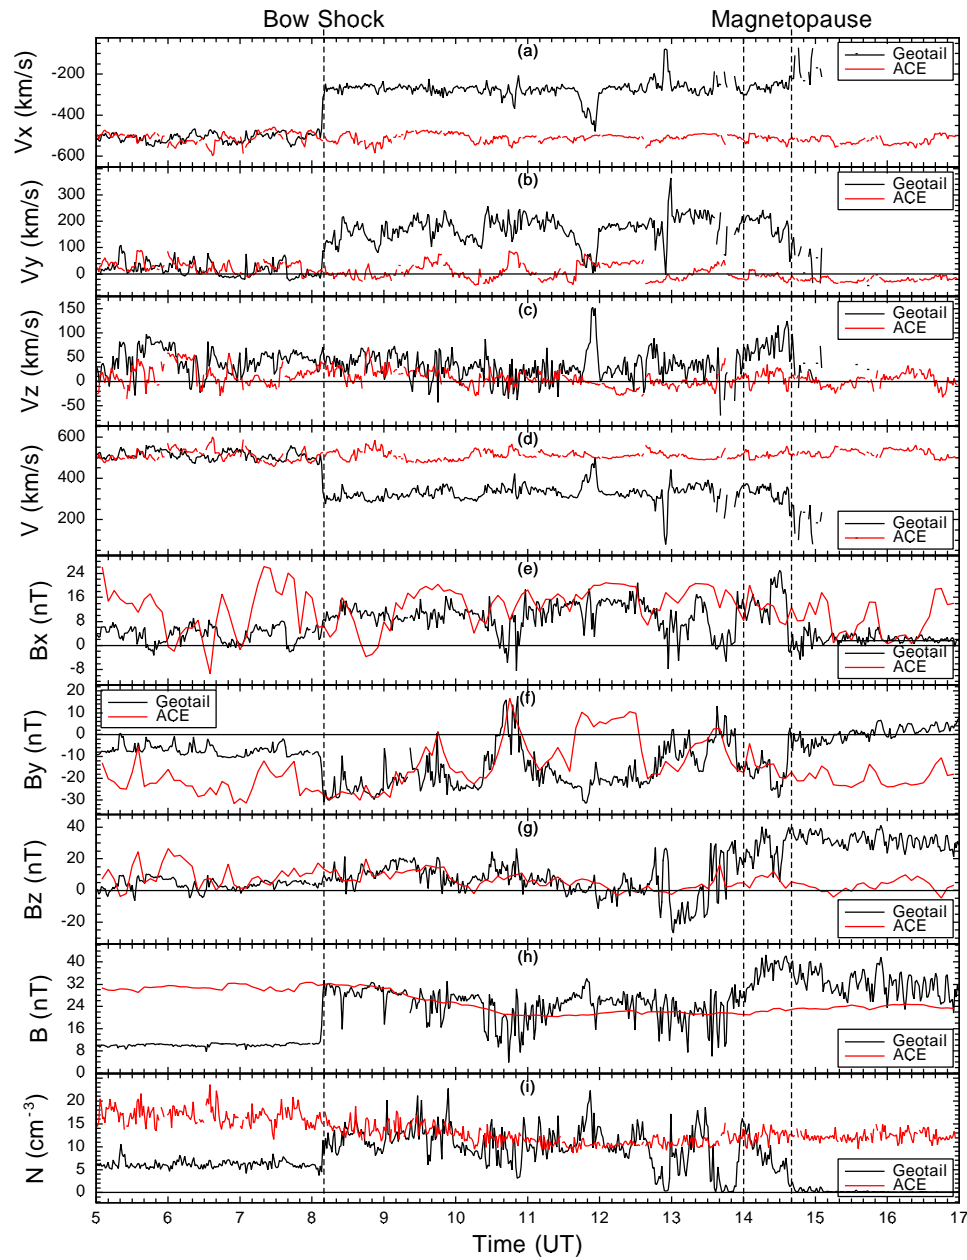 Bow Shock Magnetopause
(a)
Geotail
ACE
Vx (km/s)
-200
-400
-600
(b)
Geotail
ACE
Vy (km/s)
300
200
100
0
(c)
Geotail
ACE
Vz (km/s)
150
100
50
0
-50
(d)
Geotail
ACE
V (km/s)
600
400
200
(e)
Geotail
ACE
Bx (nT)
24
16
8
0
-8
(f)
Geotail
ACE
By (nT)
20
10
0
-10
-20
-30
(g)
Geotail
ACE
Bz (nT)
40
20
0
-20
(h)
Geotail
ACE
B (nT)
40
32
24
16
8
0
(i)
Geotail
ACE
N (cm⁻³)
20
15
10
5
0
5 6 7 8 9 10 11 12 13 14 15 16 17
Time (UT)